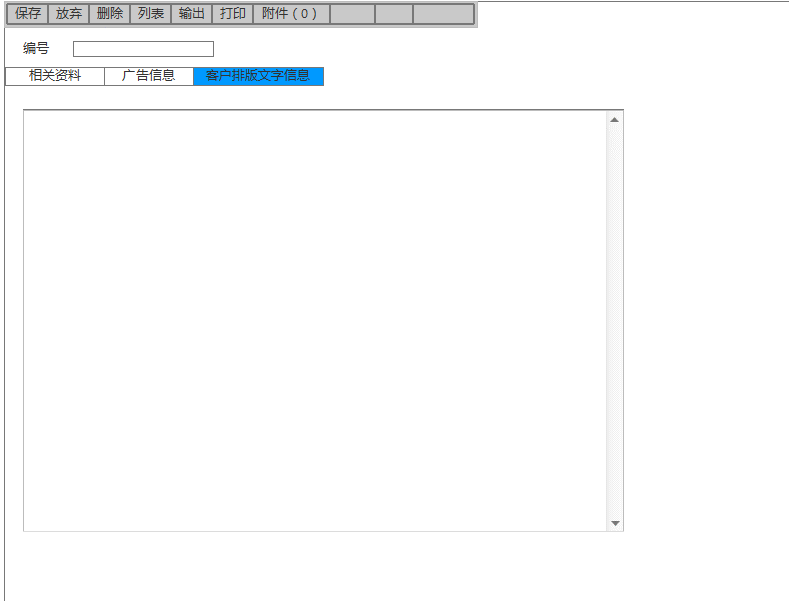 保存 放弃 删除 列表 输出 打印 附件（0）
编号
相关资料 广告信息 客户排版文字信息